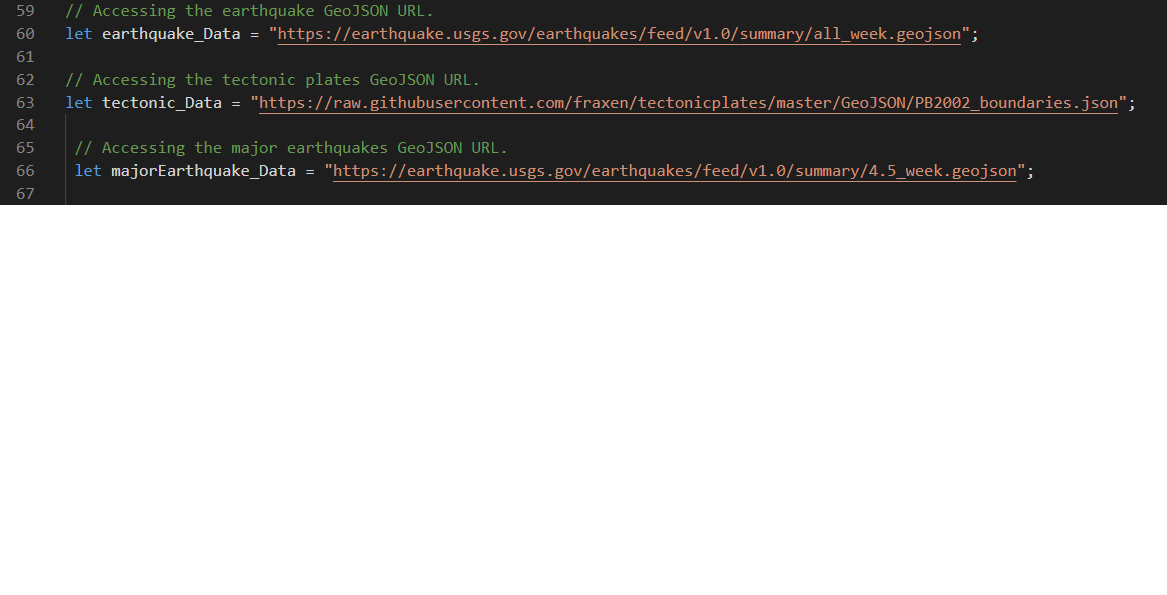 59 // Accessing the earthquake GeoJSON URL.
60 let earthquake_Data = "https://earthquake.usgs.gov/earthquakes/feed/v1.0/summary/all_week.geojson";
61
62 // Accessing the tectonic plates GeoJSON URL.
63 let tectonic_Data = "https://raw.githubusercontent.com/fraxen/tectonicplates/master/GeoJSON/PB2002_boundaries.json";
64
65 // Accessing the major earthquakes GeoJSON URL.
66 let majorEarthquake_Data = "https://earthquake.usgs.gov/earthquakes/feed/v1.0/summary/4.5_week.geojson";
67